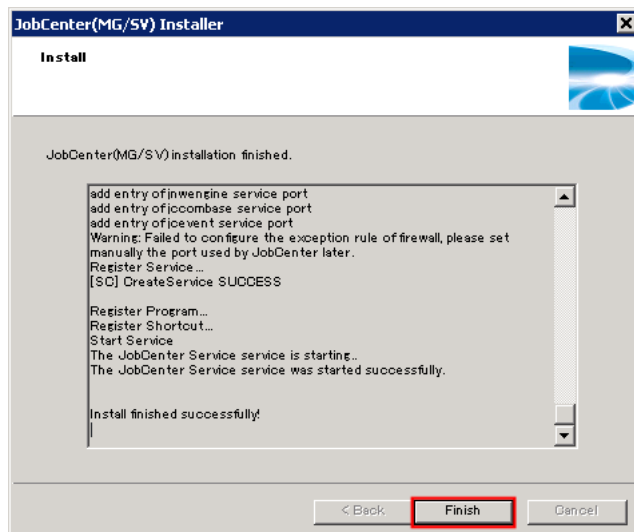 JobCenter(MG/SV) Installer
Install
JobCenter(MG/SV) installation finished.
add entry of jnwengine service port
add entry of jccombase service port
add entry of jcevent service port
Warning: Failed to configure the exception rule of firewall, please set
manually the port used by JobCenter later.
Register Service...
[SC] CreateService SUCCESS
Register Program...
Register Shortcut...
Start Service
The JobCenter Service service is starting..
The JobCenter Service service was started successfully.
Install finished successfully!
< Back
Finish
Cancel